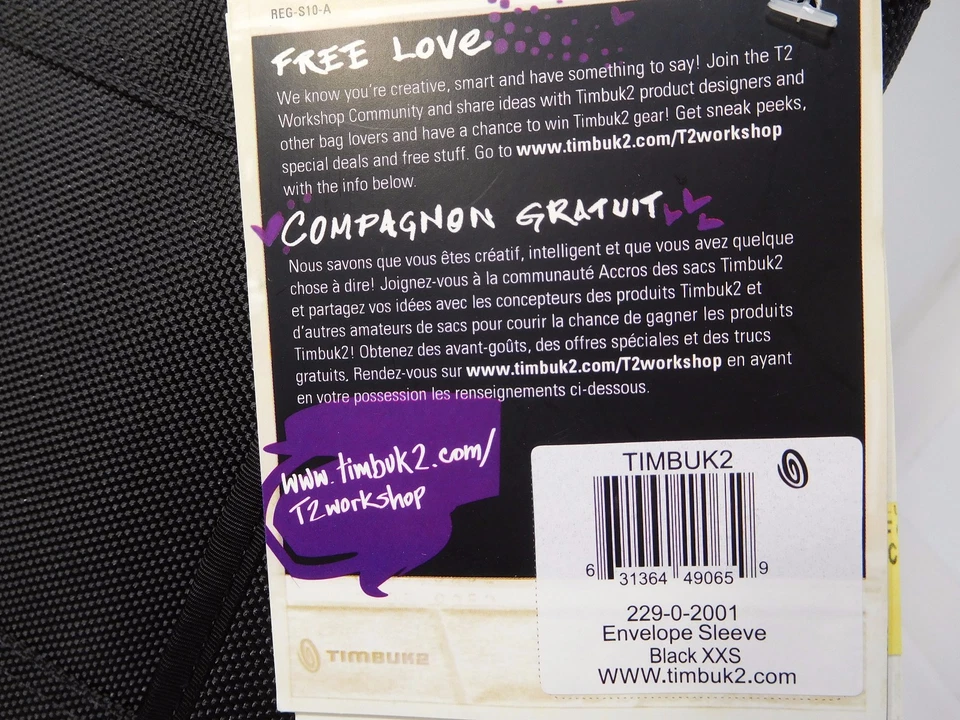 REG-S10-A
FREE LOVE
We know you're creative, smart and have something to say! Join the T2
Workshop Community and share ideas with Timbuk2 product designers and
other bag lovers and have a chance to win Timbuk2 gear! Get sneak peeks,
special deals and free stuff. Go to www.timbuk2.com/T2workshop
with the info below.
COMPAGNON GRATUIT
Nous savons que vous êtes créatif, intelligent et que vous avez quelque
chose à dire! Joignez-vous à la communauté Accros des sacs Timbuk2
et partagez vos idées avec les concepteurs des produits Timbuk2 et
d'autres amateurs de sacs pour courir la chance de gagner les produits
Timbuk2! Obtenez des avant-goûts, des offres spéciales et des trucs
gratuits. Rendez-vous sur www.timbuk2.com/T2workshop en ayant
en votre possession les renseignements ci-dessous.
www.timbuk2.com/
T2workshop
TIMBUK2
6 31364 49065 9
229-0-2001
Envelope Sleeve
Black XXS
WWW.timbuk2.com
TIMBUK2